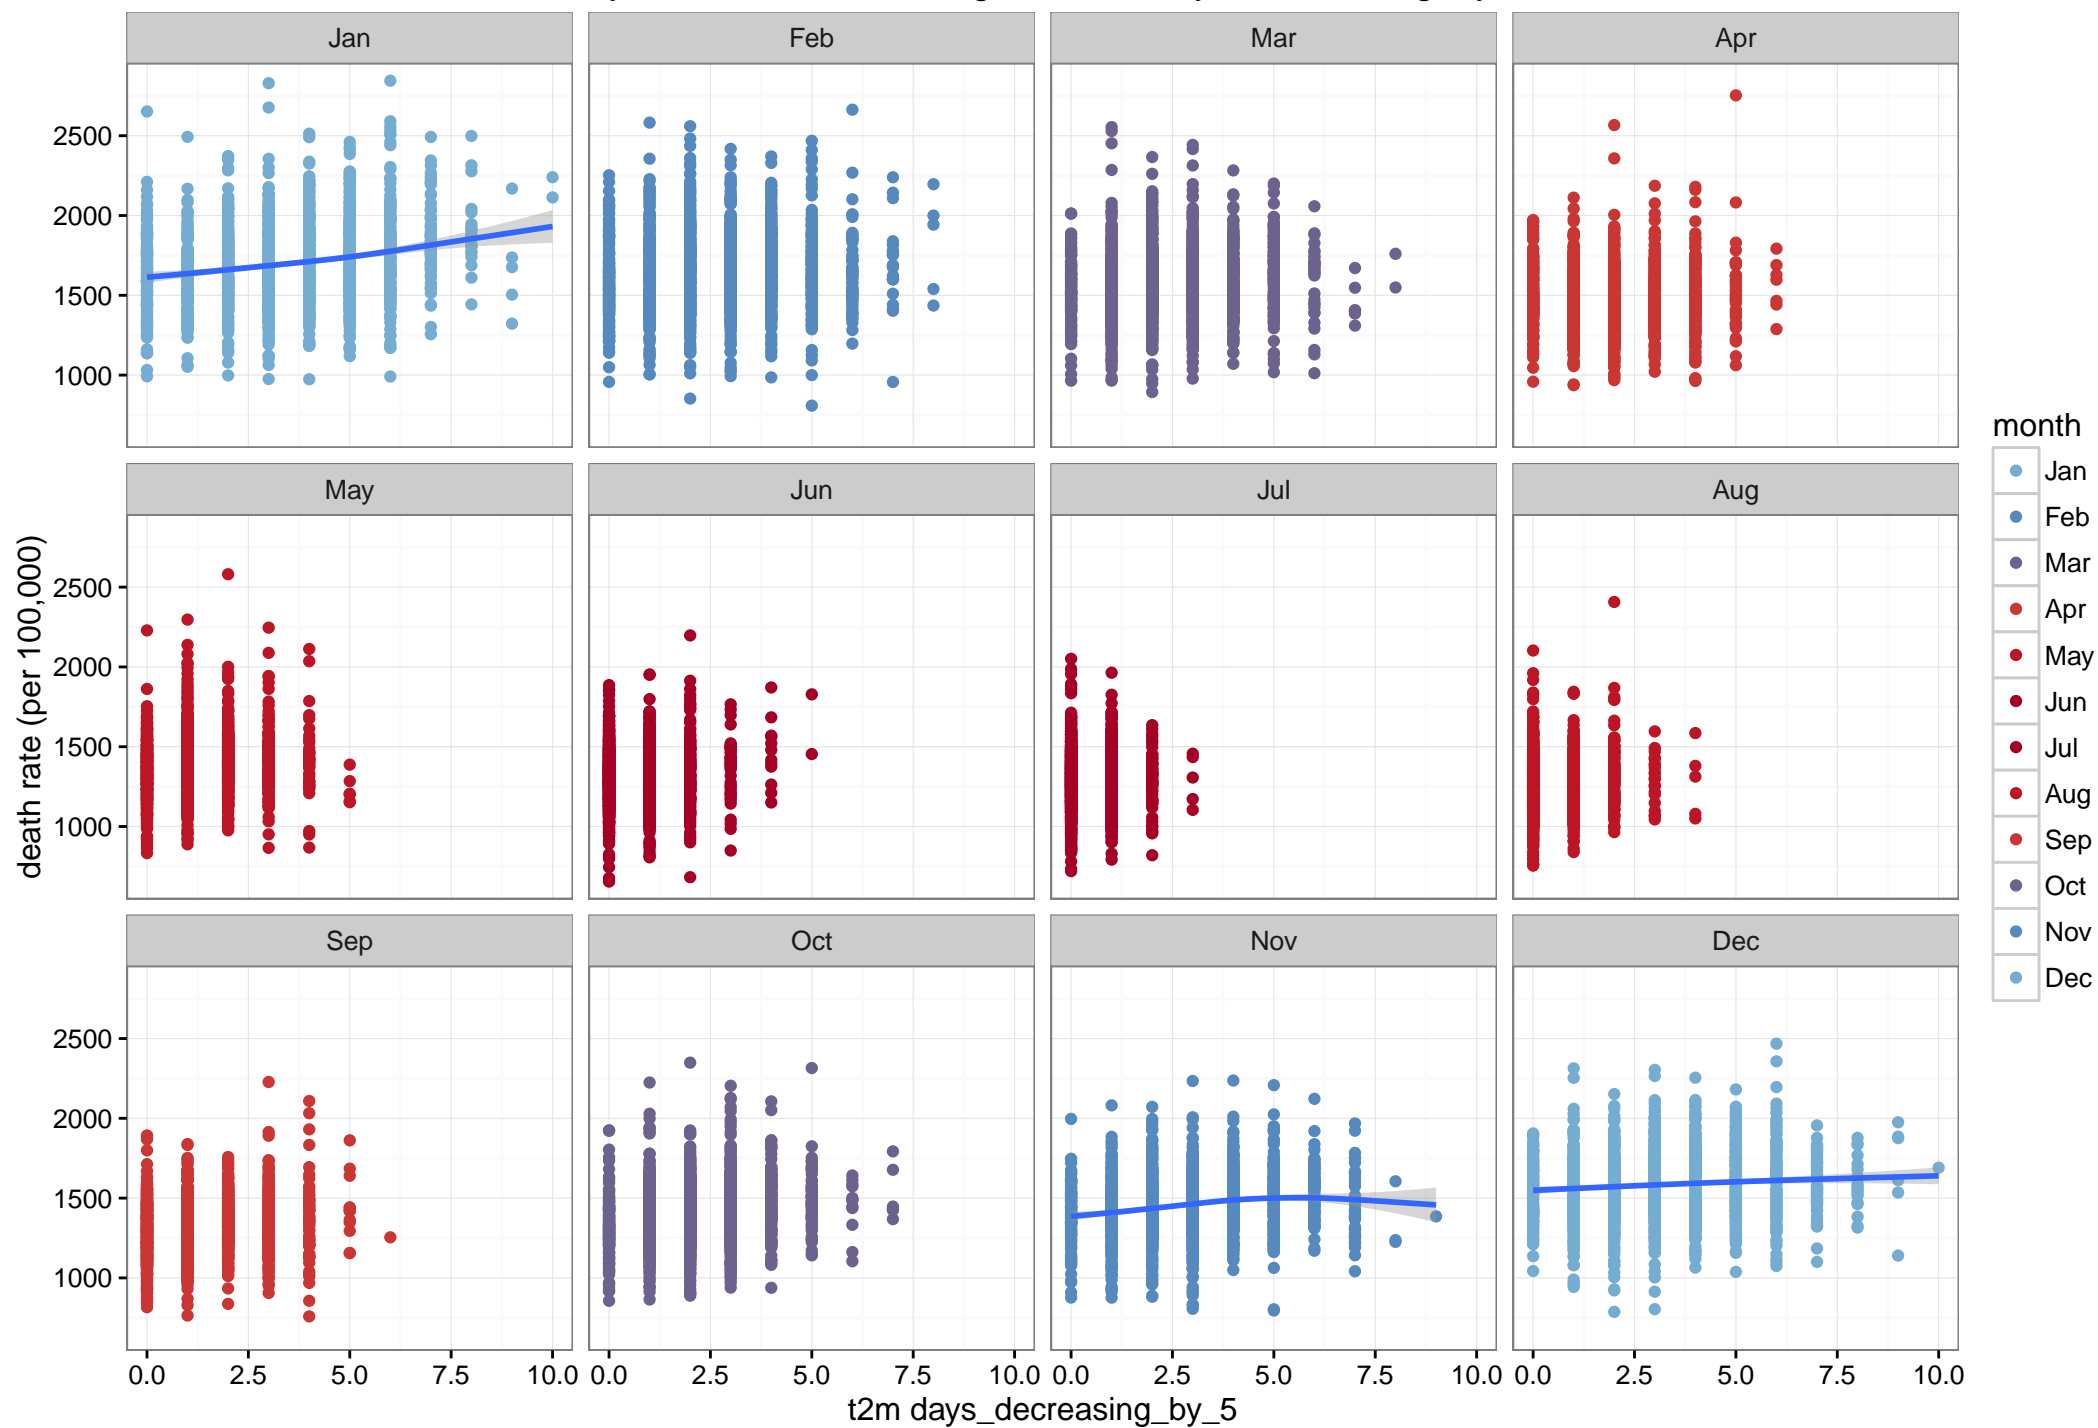 Jan Feb Mar Apr
2500
2000
1500
1000
May Jun Jul Aug
2500
2000
1500
1000
Sep Oct Nov Dec
2500
2000
1500
1000
0.0 2.5 5.0 7.5 10.0 0.0 2.5 5.0 7.5 10.0 0.0 2.5 5.0 7.5 10.0 0.0 2.5 5.0 7.5 10.0
t2m days_decreasing_by_5
death rate (per 100,000)
month
Jan
Feb
Mar
Apr
May
Jun
Jul
Aug
Sep
Oct
Nov
Dec